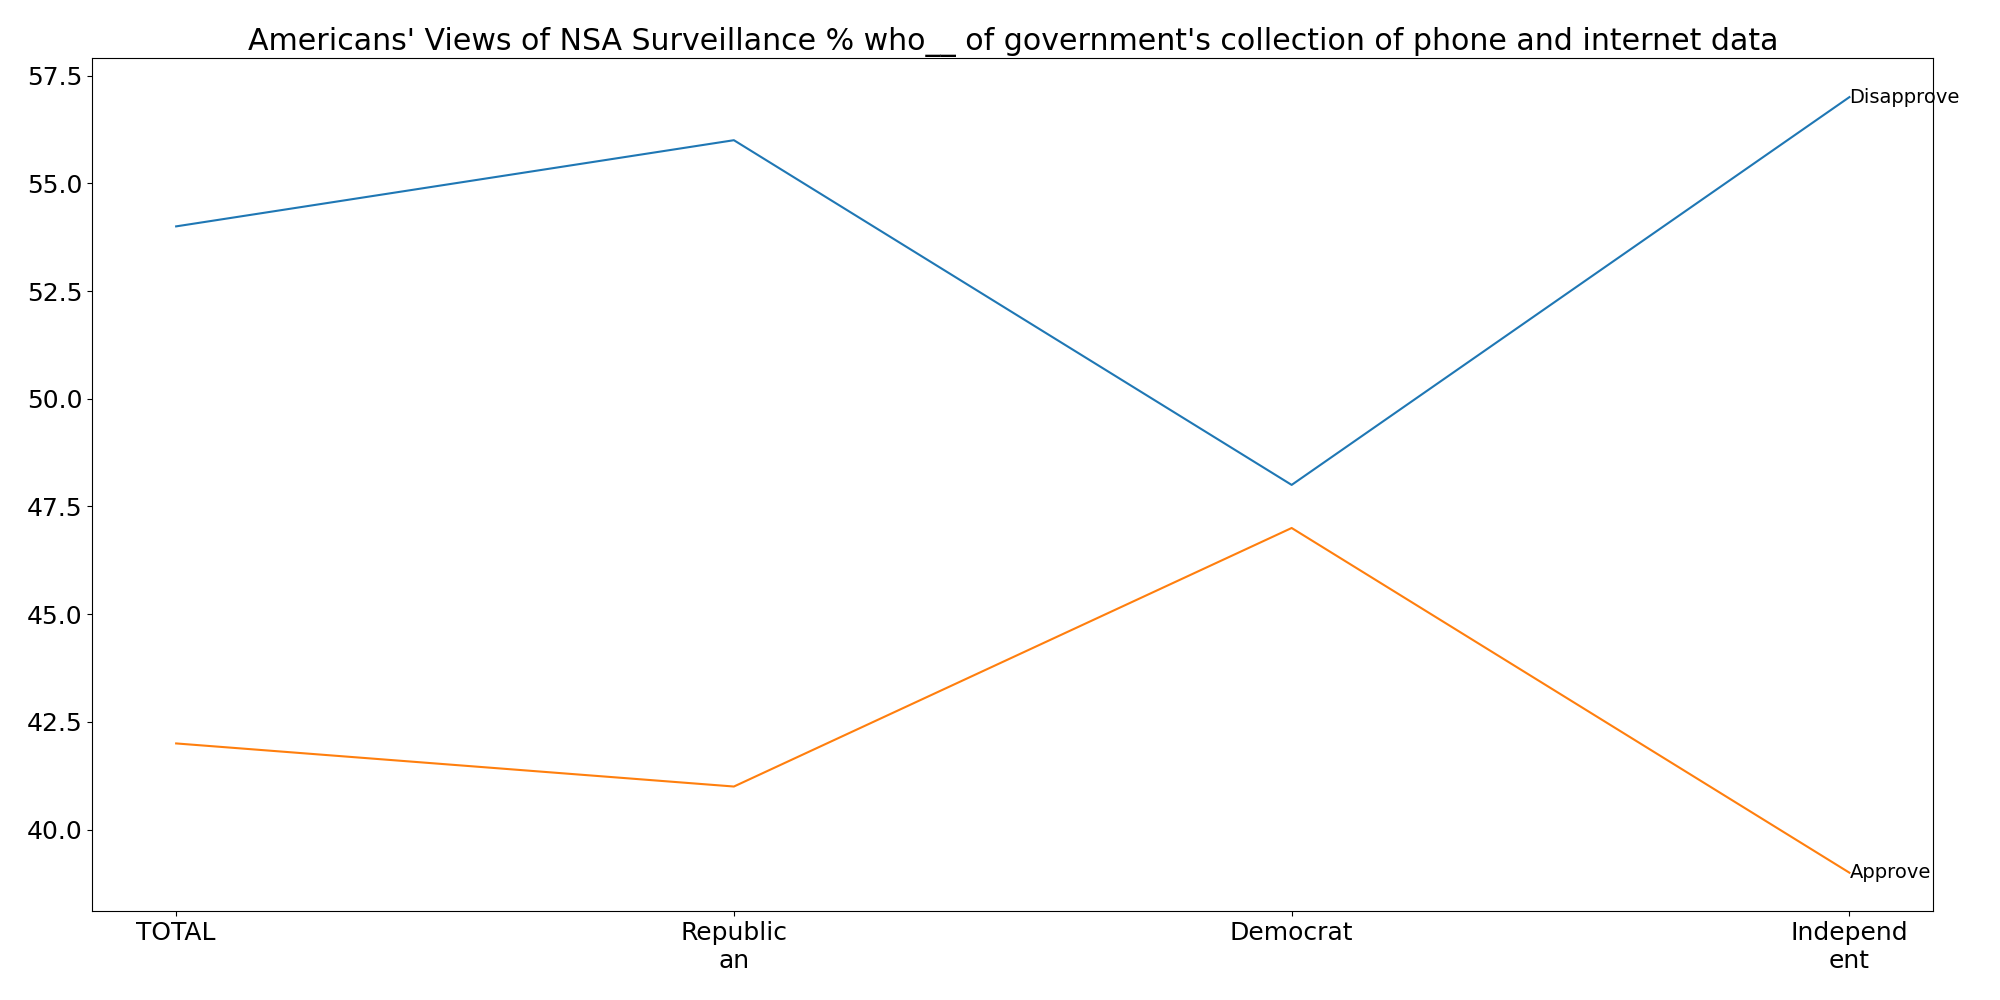 Americans' Views of NSA Surveillance % who__ of government's collection of phone and internet data
57.5
55.0
52.5
50.0
47.5
45.0
42.5
40.0
Disapprove
Approve
TOTAL
Republic
an
Democrat
Independ
ent